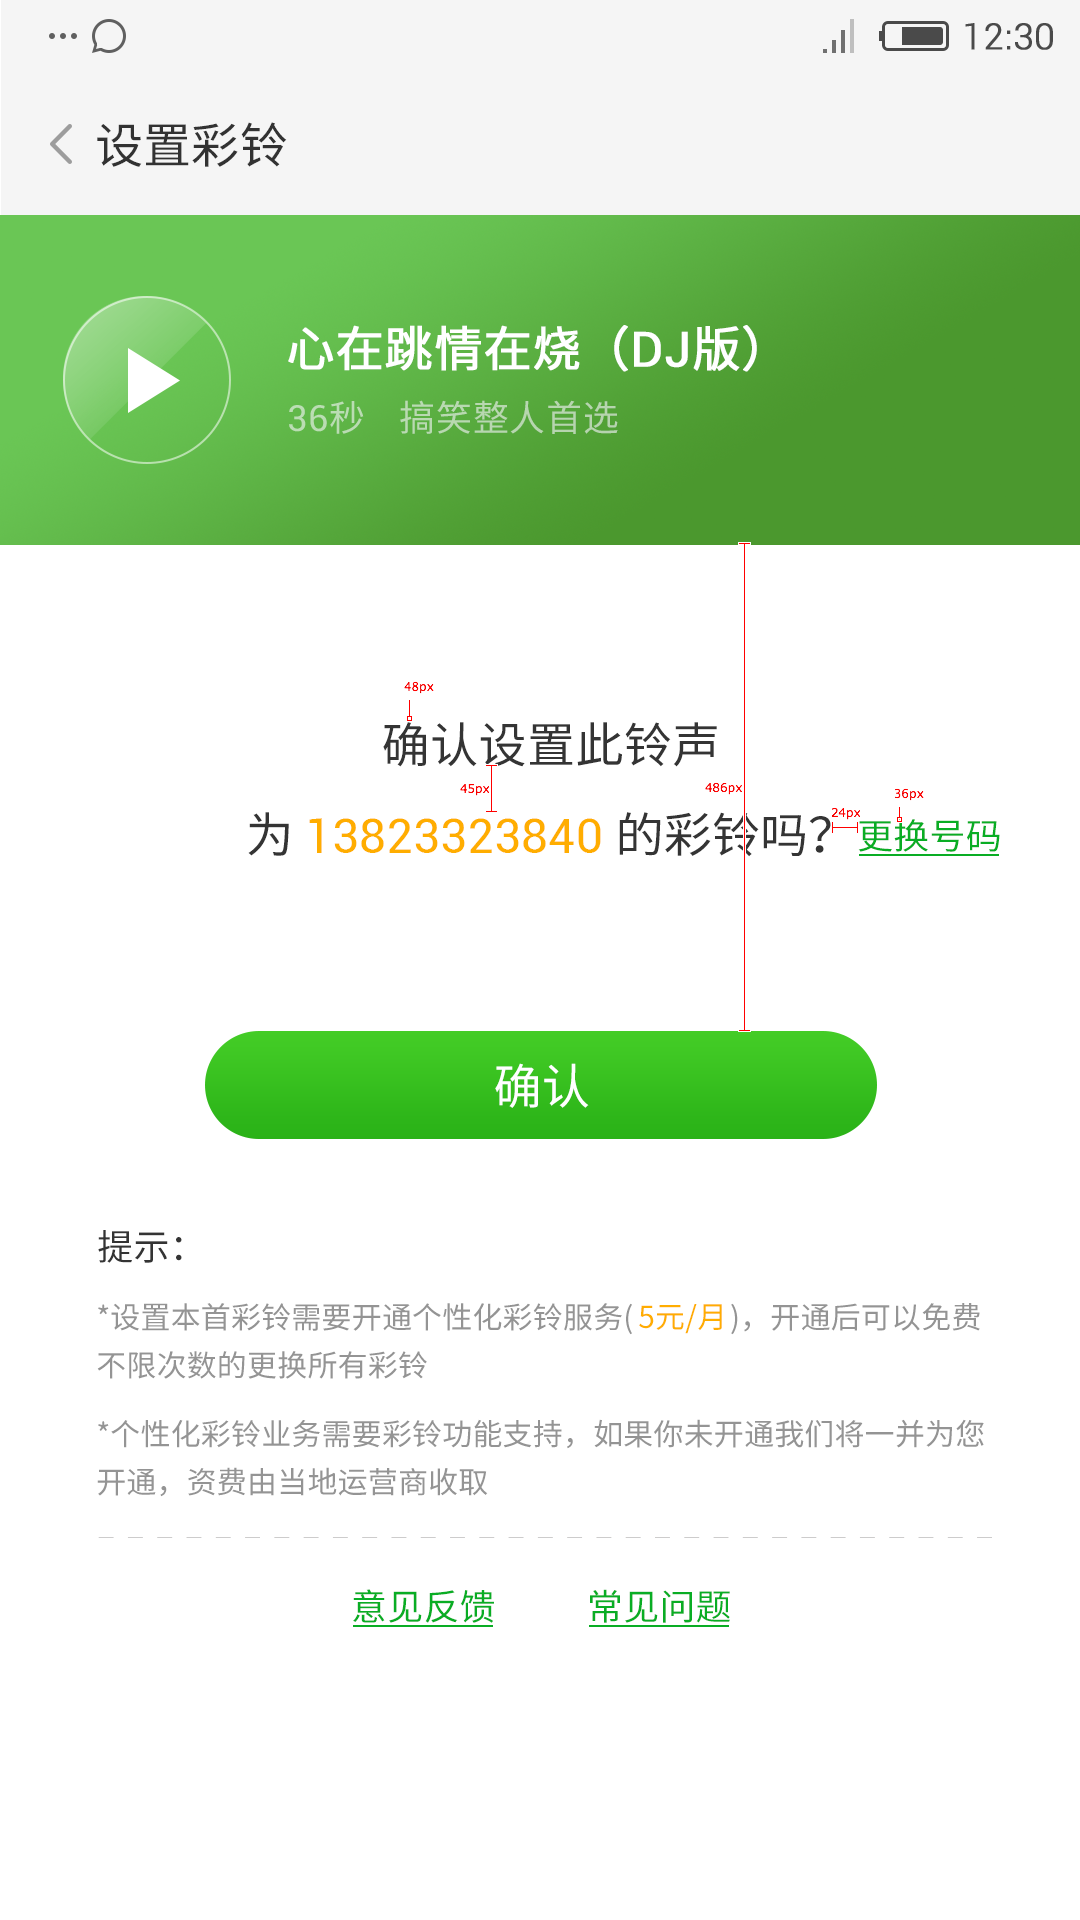 12:30
设置彩铃
心在跳情在烧（DJ版）
36秒 搞笑整人首选
48px
确认设置此铃声
45px
486px
36px
24px
为 13823323840 的彩铃吗？ 更换号码
确认
提示：
*设置本首彩铃需要开通个性化彩铃服务(5元/月)，开通后可以免费
不限次数的更换所有彩铃
*个性化彩铃业务需要彩铃功能支持，如果你未开通我们将一并为您
开通，资费由当地运营商收取
意见反馈 常见问题